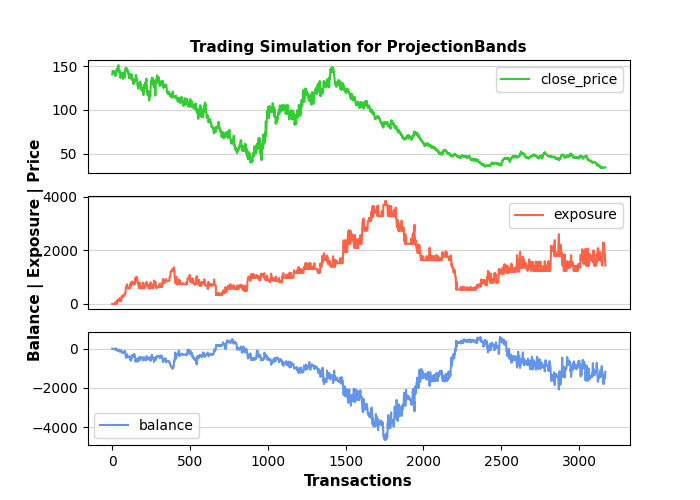 Trading Simulation for ProjectionBands
150
100
50
close_price
4000
2000
0
exposure
Balance | Exposure | Price
0
−2000
−4000
balance
0 500 1000 1500 2000 2500 3000
Transactions